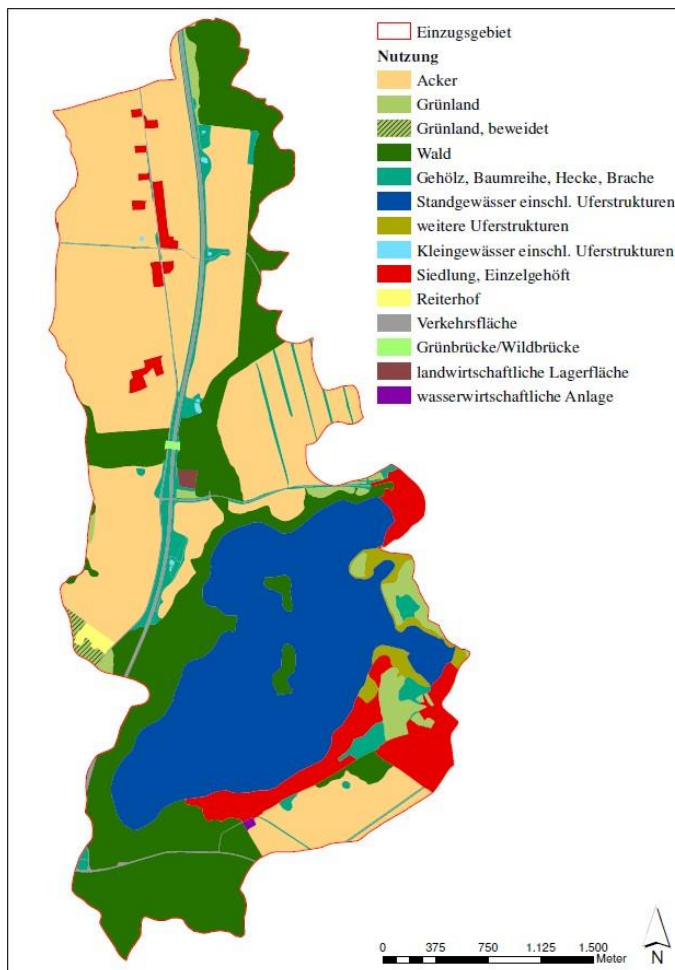 Einzugsgebiet
Nutzung
Acker
Grünland
Grünland, beweidet
Wald
Gehölz, Baumreihe, Hecke, Brache
Standgewässer einschl. Uferstrukturen
weitere Uferstrukturen
Kleingewässer einschl. Uferstrukturen
Siedlung, Einzelgehöft
Reiterhof
Verkehrsfläche
Grünbrücke/Wildbrücke
landwirtschaftliche Lagerfläche
wasserwirtschaftliche Anlage
0 375 750 1.125 1.500
Meter
N